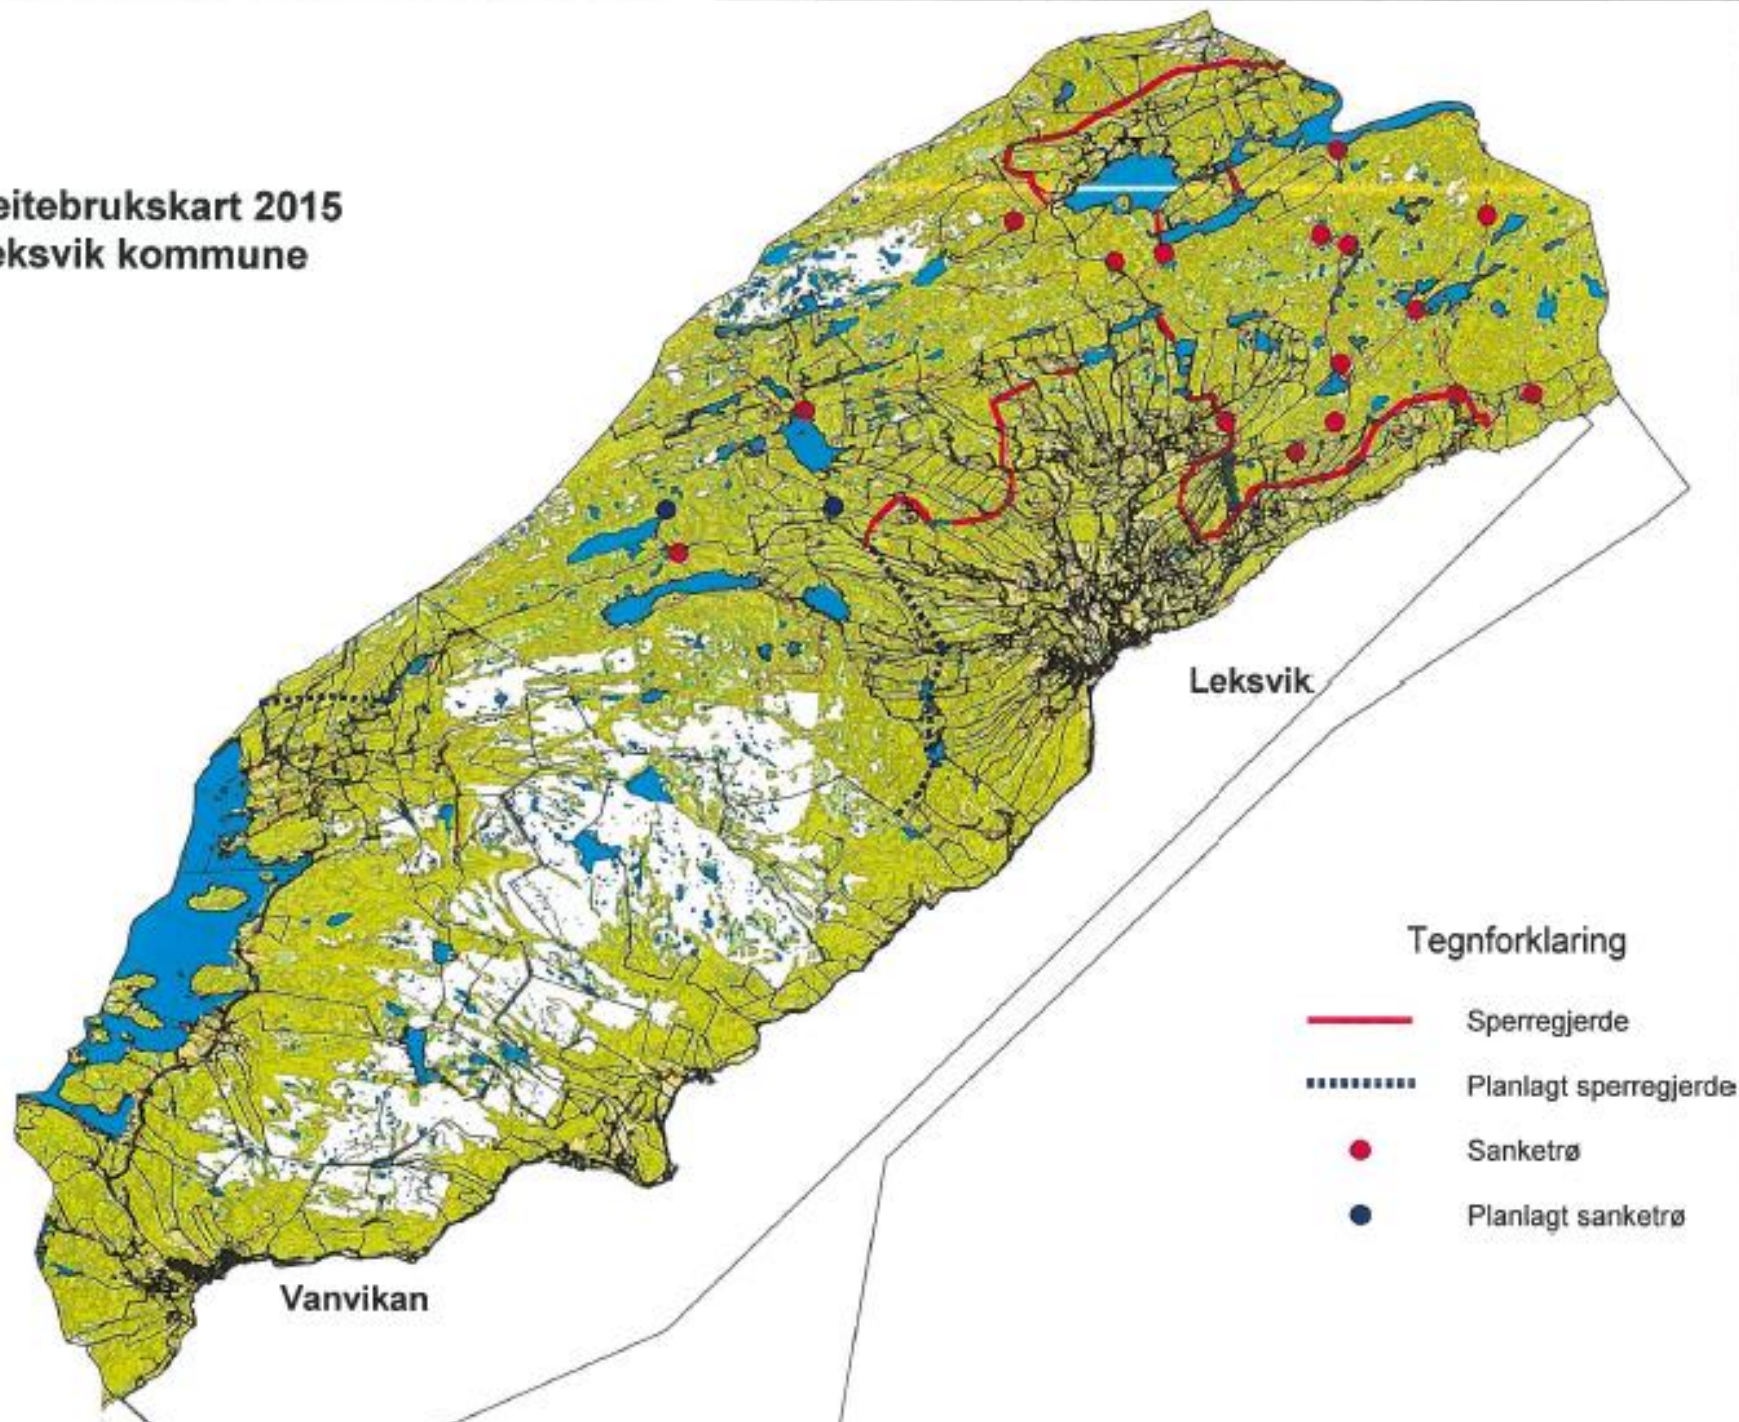 eitebrukskart 2015
eksvik kommune
Leksvik
Vanvikan
Tegnforklaring
Sperregjerde
Planlagt sperregjerde
Sanketrø
Planlagt sanketrø